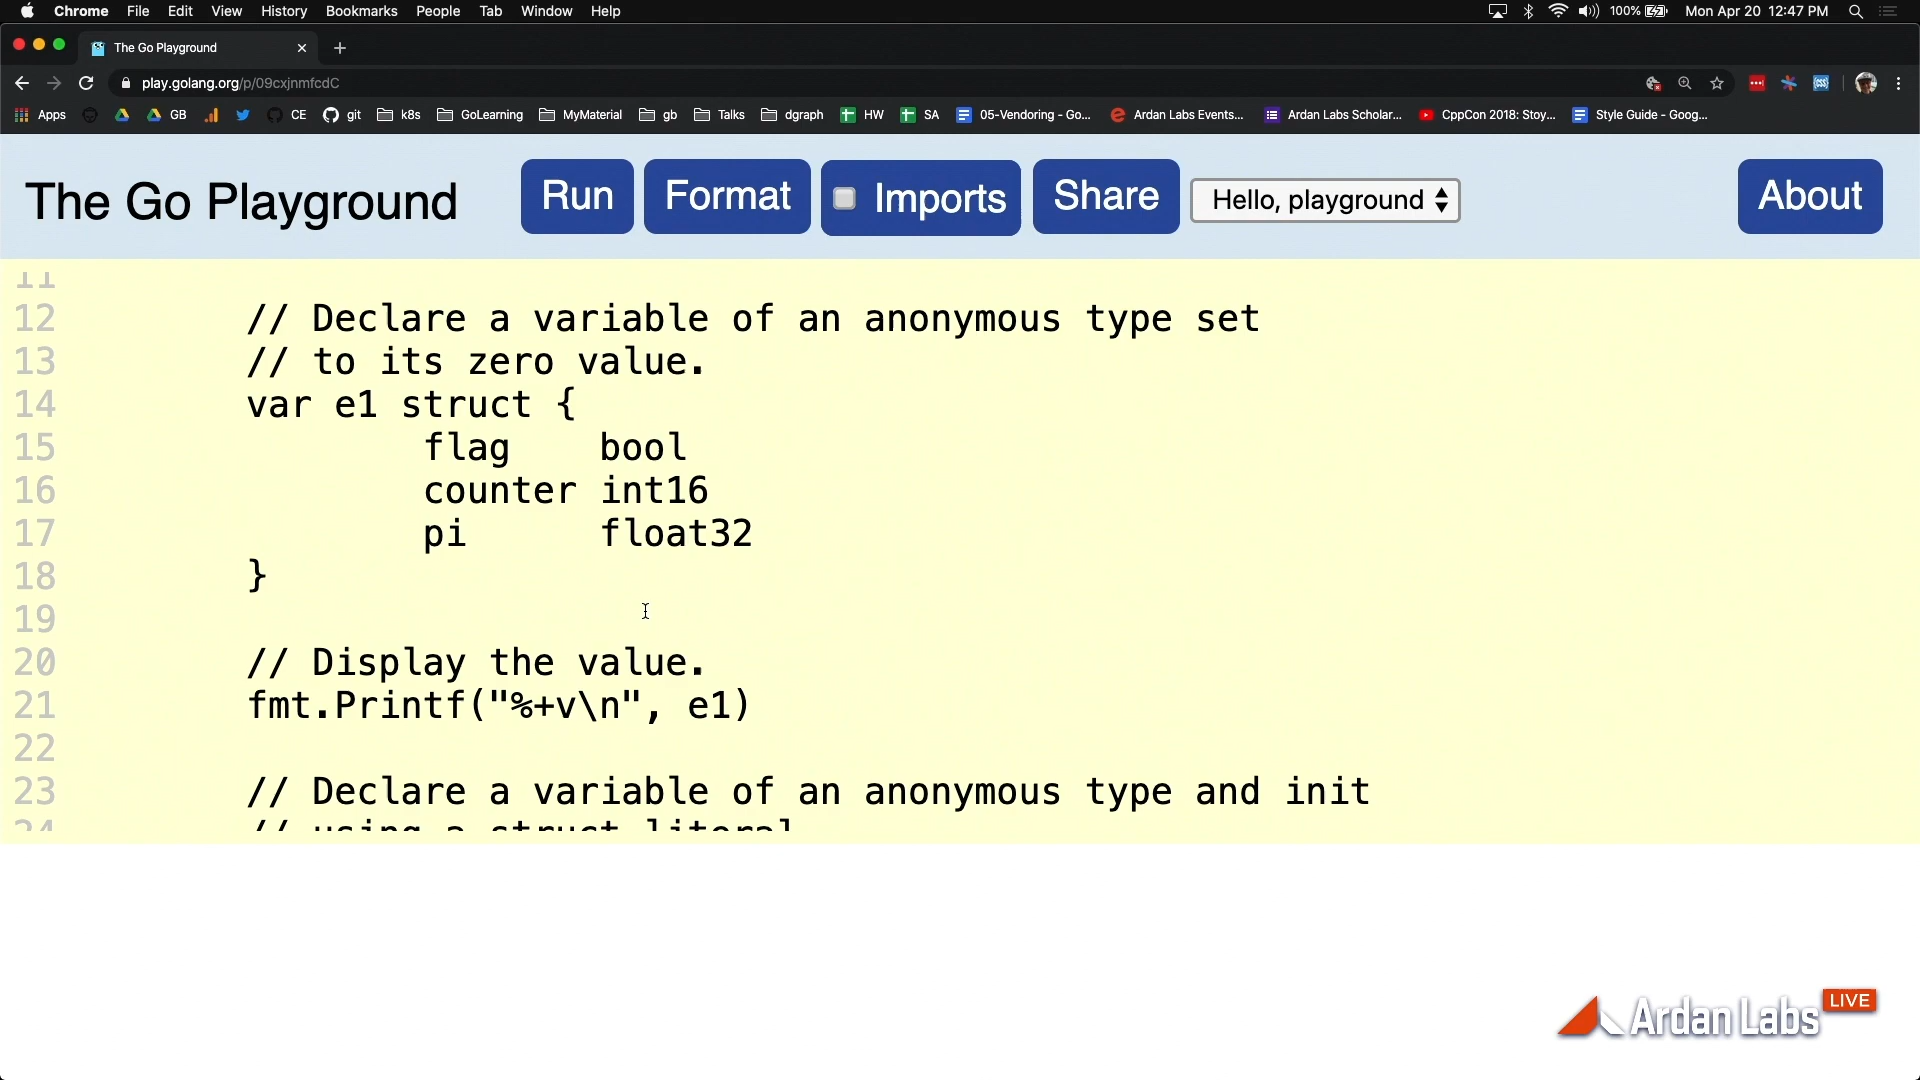 Chrome File Edit View History Bookmarks People Tab Window Help 100% Mon Apr 20 12:47 PM
The Go Playground
play.golang.org/p/09cxjnmfcdC
Apps GB CE git k8s GoLearning MyMaterial gb Talks dgraph HW SA 05-Vendoring - Go... Ardan Labs Events... Ardan Labs Scholar... CppCon 2018: Stoy... Style Guide - Goog...
The Go Playground Run Format Imports Share Hello, playground About
11
12 // Declare a variable of an anonymous type set
13 // to its zero value.
14 var e1 struct {
15 flag bool
16 counter int16
17 pi float32
18 }
19
20 // Display the value.
21 fmt.Printf("%+v\n", e1)
22
23 // Declare a variable of an anonymous type and init
24 // using a struct literal
Ardan Labs LIVE